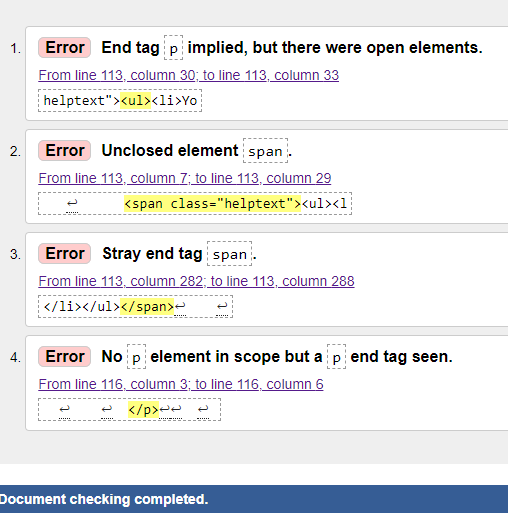 1. Error End tag p implied, but there were open elements.
From line 113, column 30; to line 113, column 33
helptext"><ul><li>Yo
2. Error Unclosed element span.
From line 113, column 7; to line 113, column 29
↩ <span class="helptext"><ul><l
3. Error Stray end tag span.
From line 113, column 282; to line 113, column 288
</li></ul></span>↩ ↩
4. Error No p element in scope but a p end tag seen.
From line 116, column 3; to line 116, column 6
↩ ↩ </p>↩↩ ↩
Document checking completed.